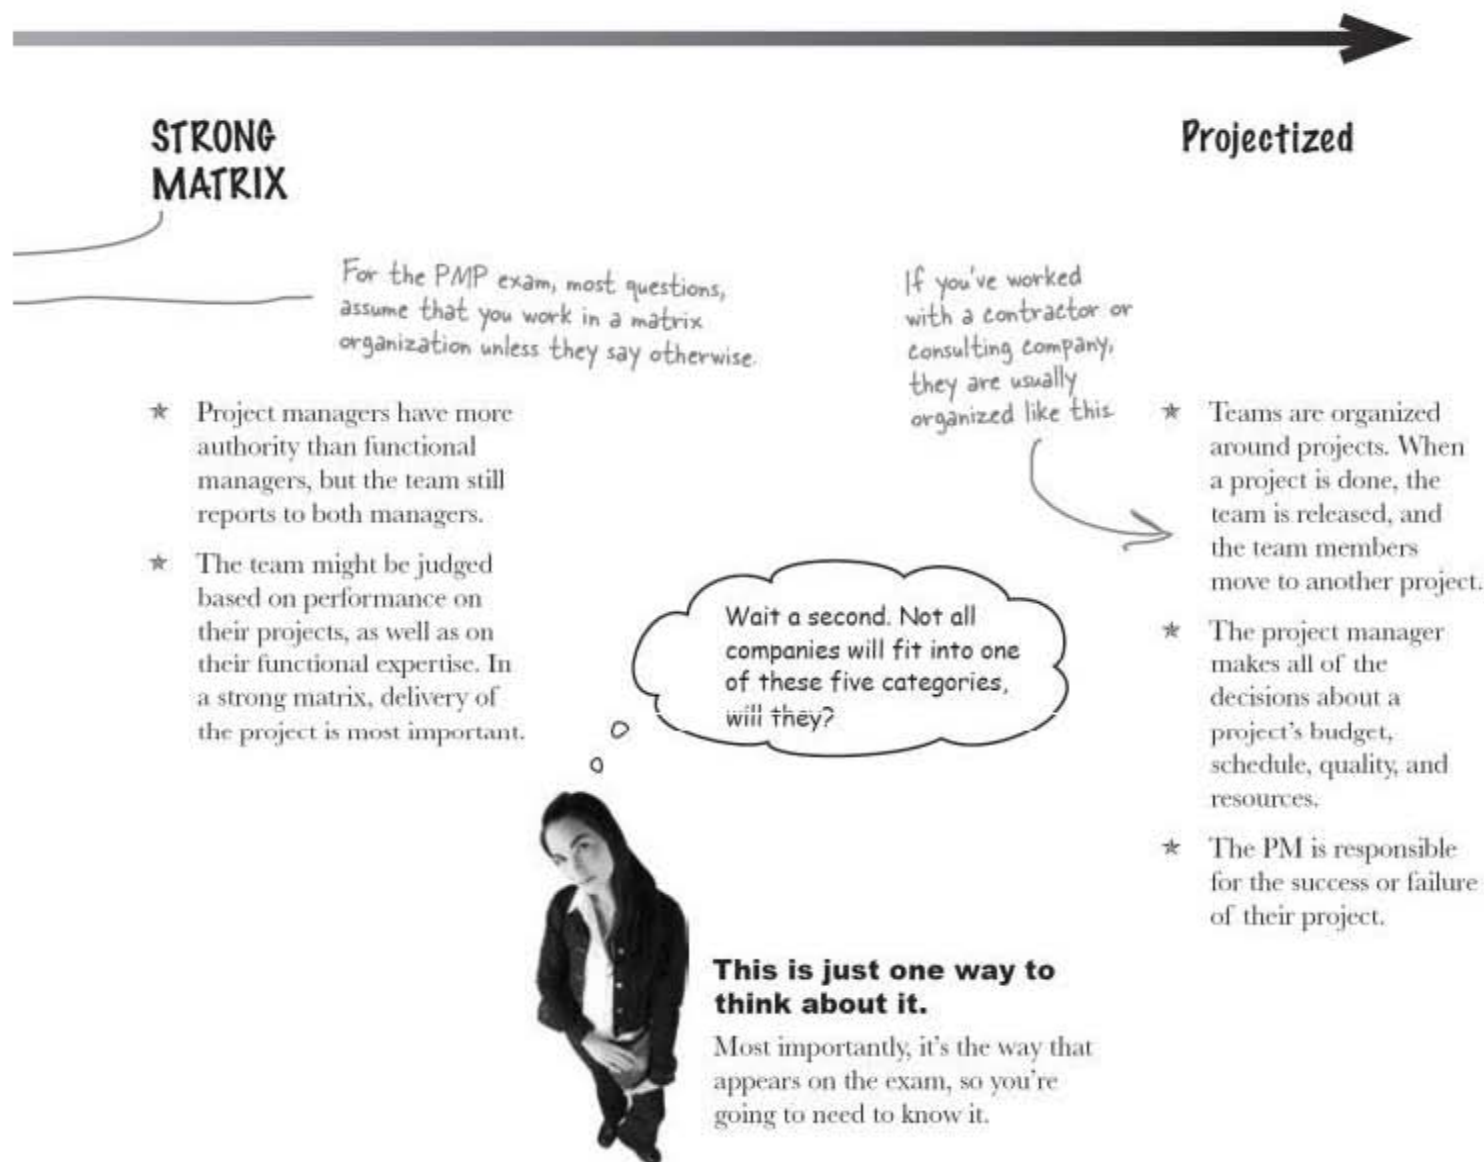 STRONG
MATRIX
Projectized
For the PMP exam, most questions,
assume that you work in a matrix
organization unless they say otherwise.
If you've worked
with a contractor or
consulting company,
they are usually
organized like this
★ Project managers have more
authority than functional
managers, but the team still
reports to both managers.
★ The team might be judged
based on performance on
their projects, as well as on
their functional expertise. In
a strong matrix, delivery of
the project is most important.
★ Teams are organized
around projects. When
a project is done, the
team is released, and
the team members
move to another project.
★ The project manager
makes all of the
decisions about a
project's budget,
schedule, quality, and
resources.
★ The PM is responsible
for the success or failure
of their project.
Wait a second. Not all
companies will fit into one
of these five categories,
will they?
This is just one way to
think about it.
Most importantly, it's the way that
appears on the exam, so you're
going to need to know it.